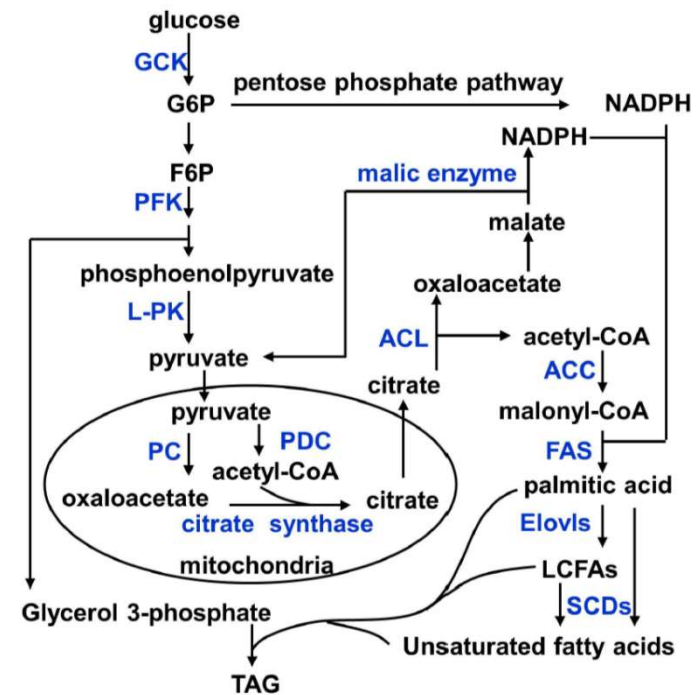 glucose
GCK
G6P
pentose phosphate pathway
NADPH
NADPH
F6P
malic enzyme
PFK
malate
phosphoenolpyruvate
oxaloacetate
L-PK
ACL
acetyl-CoA
pyruvate
ACC
citrate
pyruvate
malonyl-CoA
PC
PDC
FAS
acetyl-CoA
palmitic acid
oxaloacetate
citrate
citrate synthase
Elovls
mitochondria
LCFAs
Glycerol 3-phosphate
SCDs
Unsaturated fatty acids
TAG